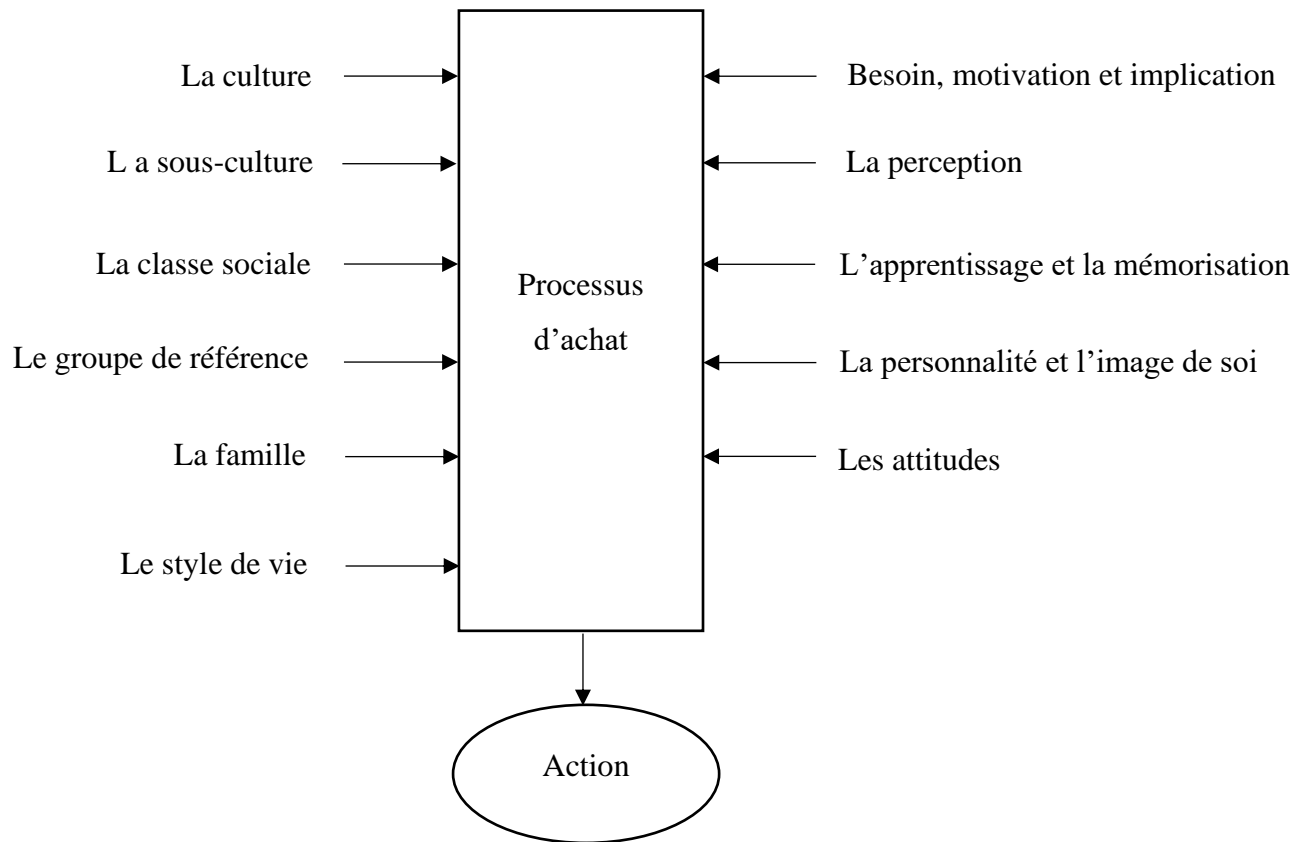 La culture
Besoin, motivation et implication
L a sous-culture
La perception
La classe sociale
L’apprentissage et la mémorisation
Processus
d’achat
Le groupe de référence
La personnalité et l’image de soi
La famille
Les attitudes
Le style de vie
Action